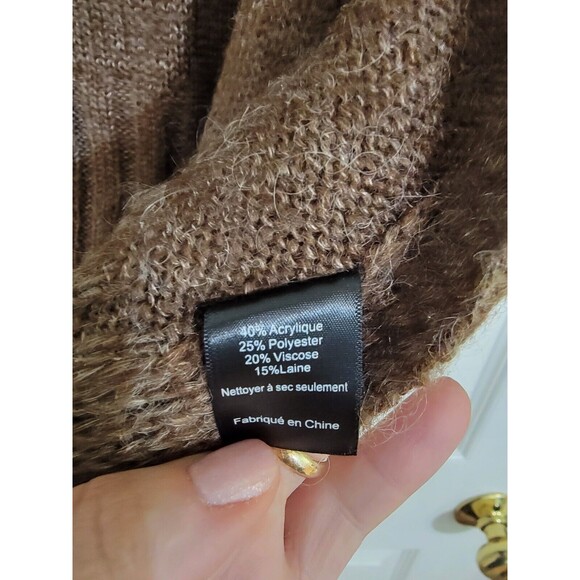 40% Acrylique
25% Polyester
20% Viscose
15%Laine
Nettoyer à sec seulement
Fabriqué en Chine